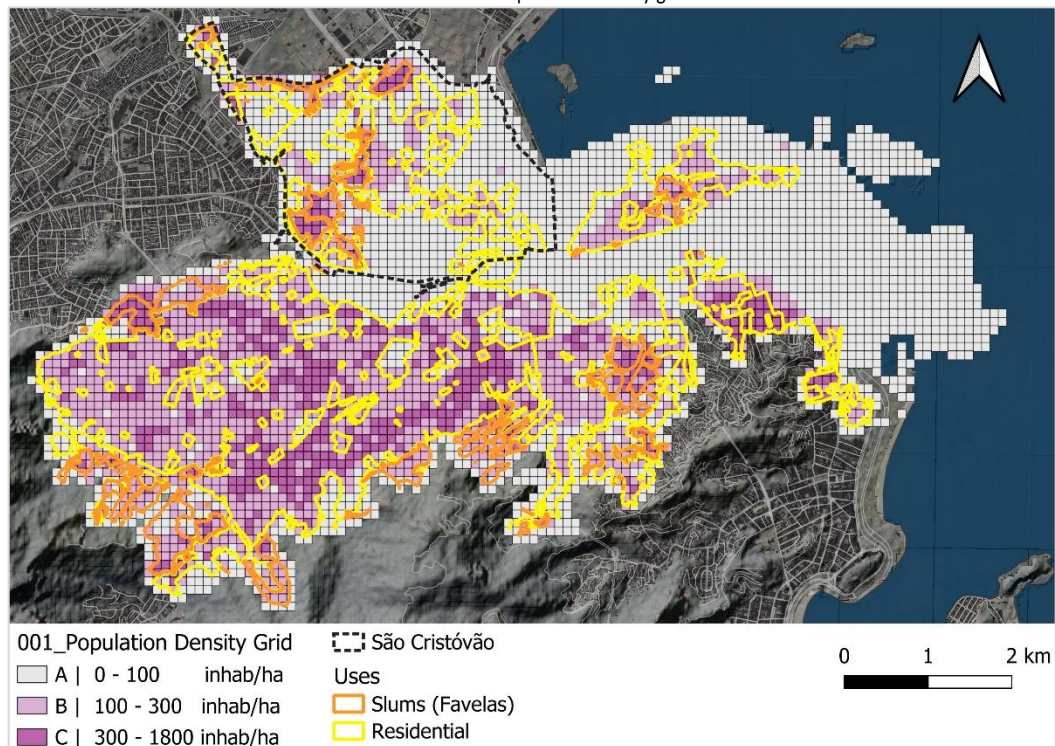 001_Population Density Grid
A | 0 - 100 inhab/ha
B | 100 - 300 inhab/ha
C | 300 - 1800 inhab/ha
São Cristóvão
Uses
Slums (Favelas)
Residential
0 1 2 km